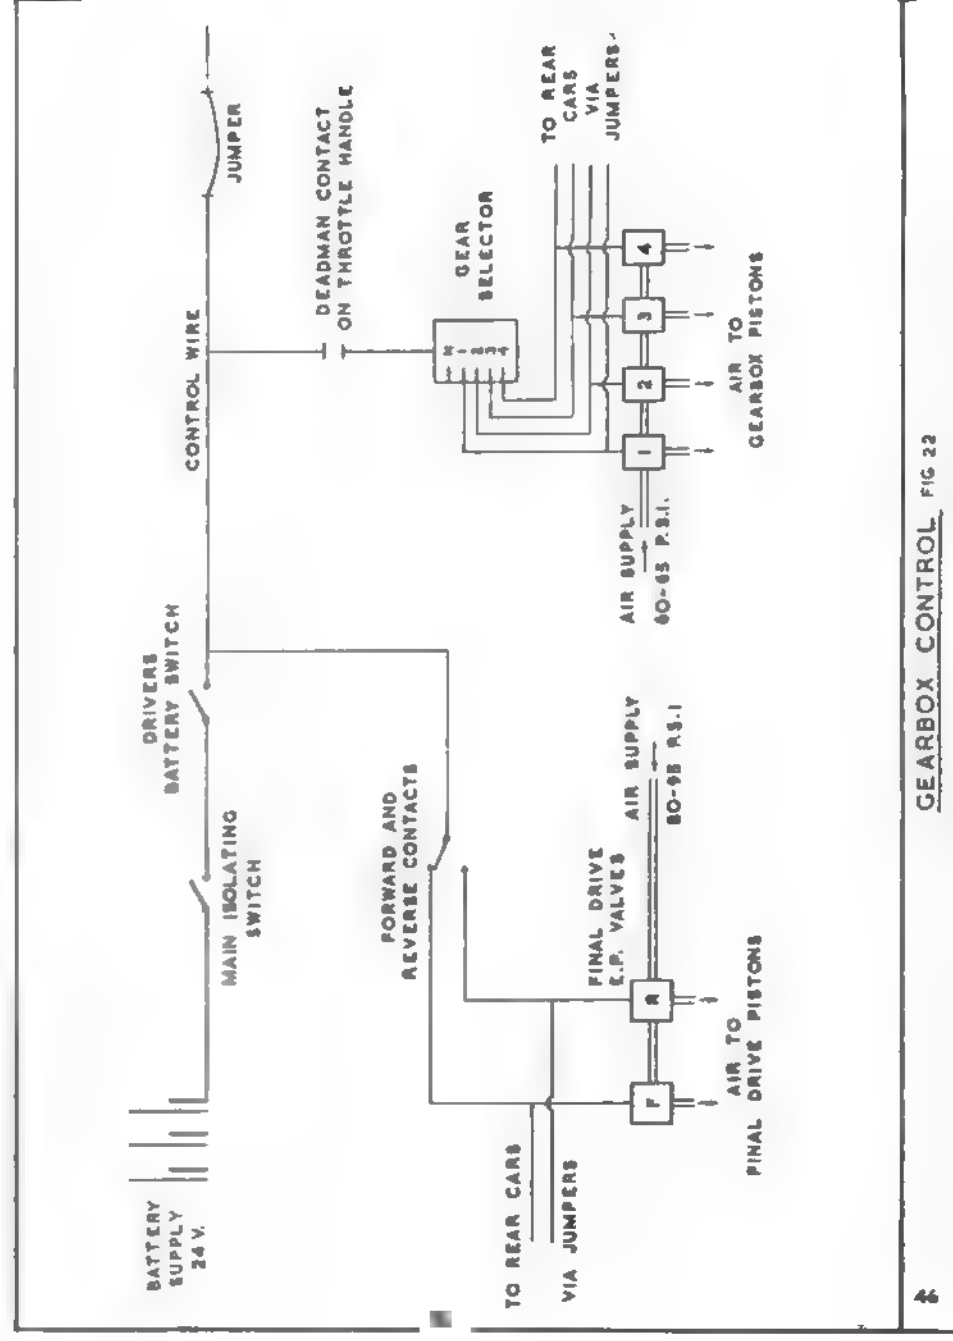 BATTERY
SUPPLY
24 V.
MAIN ISOLATING
SWITCH
DRIVERS
BATTERY SWITCH
CONTROL WIRE
JUMPER
DEADMAN CONTACT
ON THROTTLE HANDLE
FORWARD AND
REVERSE CONTACTS
GEAR
SELECTOR
N
1
2
3
4
TO REAR
CARS
VIA
JUMPERS
TO REAR CARS
VIA JUMPERS
FINAL DRIVE
E.P. VALVES
AIR SUPPLY
80-95 P.S.I
F
R
AIR TO
FINAL DRIVE PISTONS
AIR SUPPLY
60-65 P.S.I.
1
2
3
4
AIR TO
GEARBOX PISTONS
46
GEARBOX CONTROL FIG 22